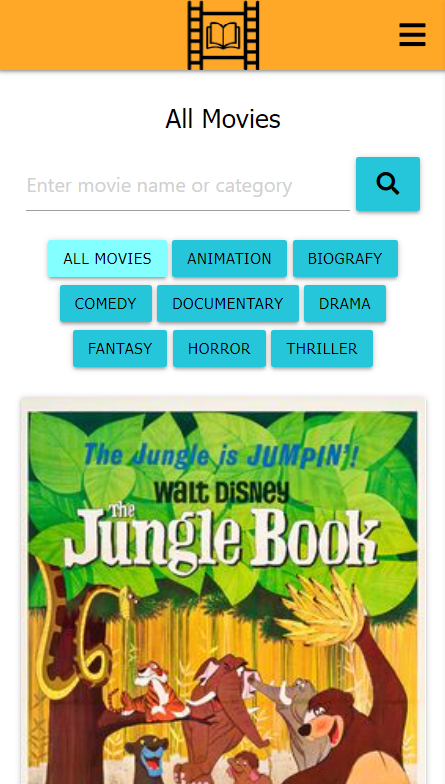 All Movies
Enter movie name or category
ALL MOVIES ANIMATION BIOGRAFY
COMEDY DOCUMENTARY DRAMA
FANTASY HORROR THRILLER
The Jungle is JUMPIN'!
WALT DISNEY
The
Jungle Book